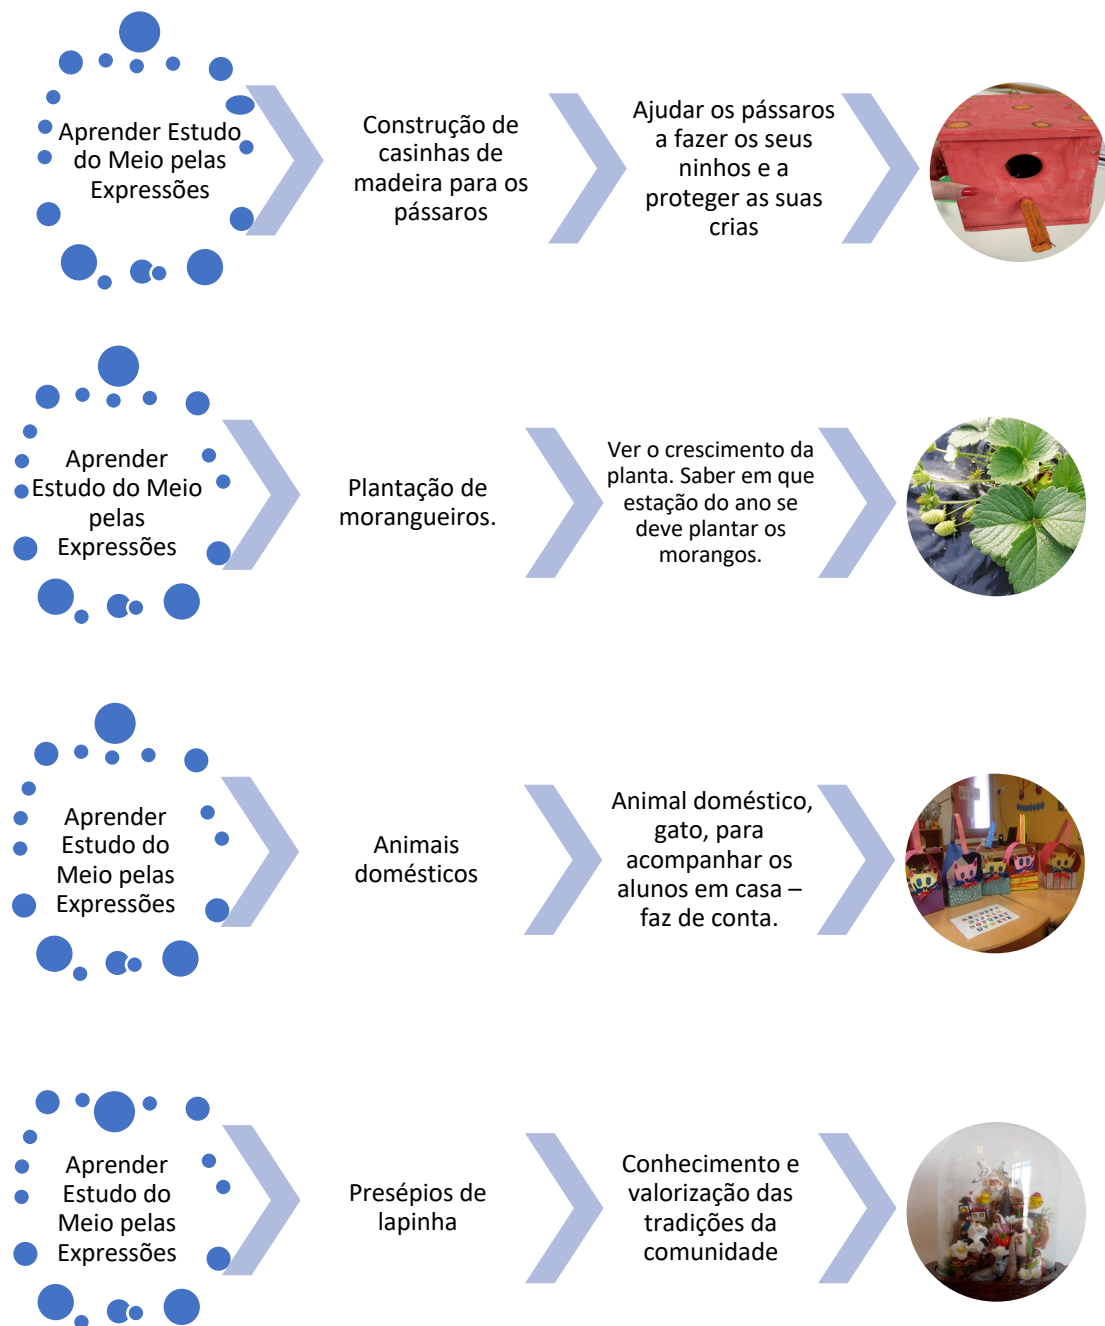 Aprender Estudo
do Meio pelas
Expressões
Construção de
casinhas de
madeira para os
pássaros
Ajudar os pássaros
a fazer os seus
ninhos e a
proteger as suas
crias
Aprender
Estudo do Meio
pelas
Expressões
Plantação de
morangueiros.
Ver o crescimento da
planta. Saber em que
estação do ano se
deve plantar os
morangos.
Aprender
Estudo do
Meio pelas
Expressões
Animais
domésticos
Animal doméstico,
gato, para
acompanhar os
alunos em casa –
faz de conta.
Aprender
Estudo do
Meio pelas
Expressões
Presépios de
lapinha
Conhecimento e
valorização das
tradições da
comunidade